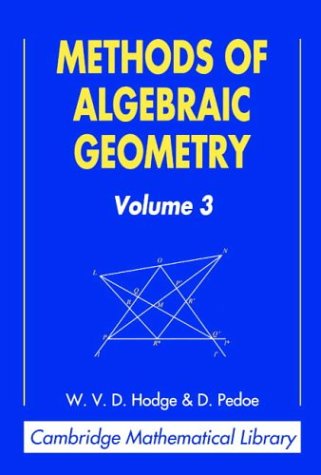 METHODS OF
ALGEBRAIC
GEOMETRY
Volume 3
O
N
L
Q
P'
R
M
R'
P
R*
Q'
l*
l
l'
W. V. D. Hodge & D. Pedoe
Cambridge Mathematical Library